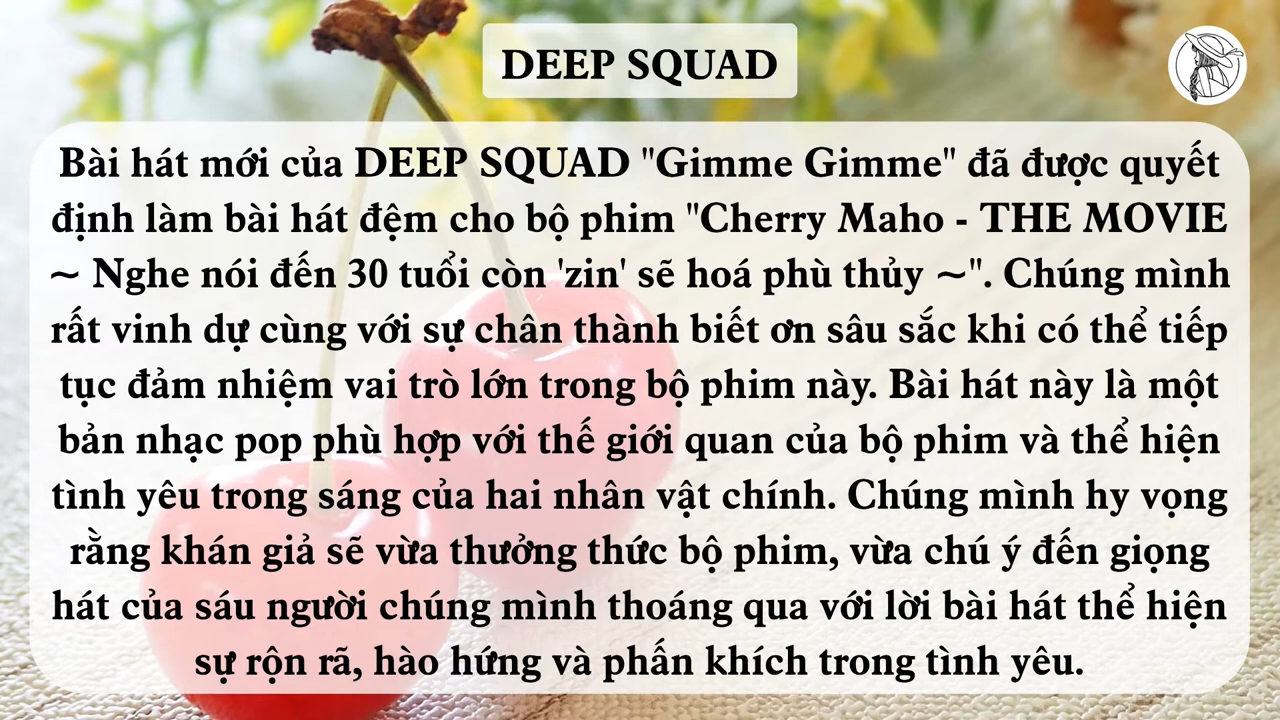 DEEP SQUAD
Bài hát mới của DEEP SQUAD "Gimme Gimme" đã được quyết
định làm bài hát đệm cho bộ phim "Cherry Maho - THE MOVIE
~ Nghe nói đến 30 tuổi còn 'zin' sẽ hoá phù thủy ~". Chúng mình
rất vinh dự cùng với sự chân thành biết ơn sâu sắc khi có thể tiếp
tục đảm nhiệm vai trò lớn trong bộ phim này. Bài hát này là một
bản nhạc pop phù hợp với thế giới quan của bộ phim và thể hiện
tình yêu trong sáng của hai nhân vật chính. Chúng mình hy vọng
rằng khán giả sẽ vừa thưởng thức bộ phim, vừa chú ý đến giọng
hát của sáu người chúng mình thoáng qua với lời bài hát thể hiện
sự rộn rã, hào hứng và phấn khích trong tình yêu.